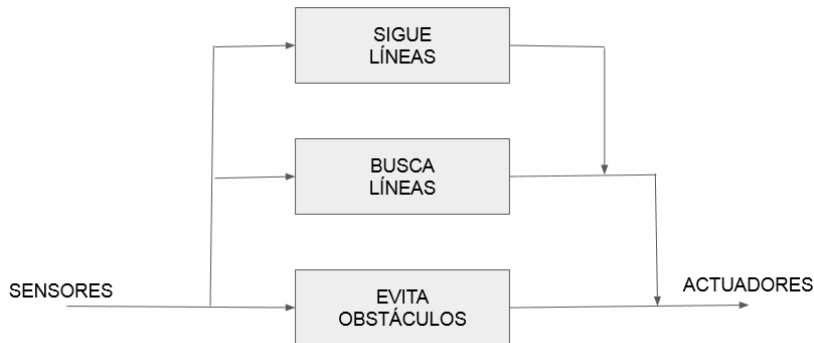 SIGUE
LÍNEAS
BUSCA
LÍNEAS
SENSORES
EVITA
OBSTÁCULOS
ACTUADORES